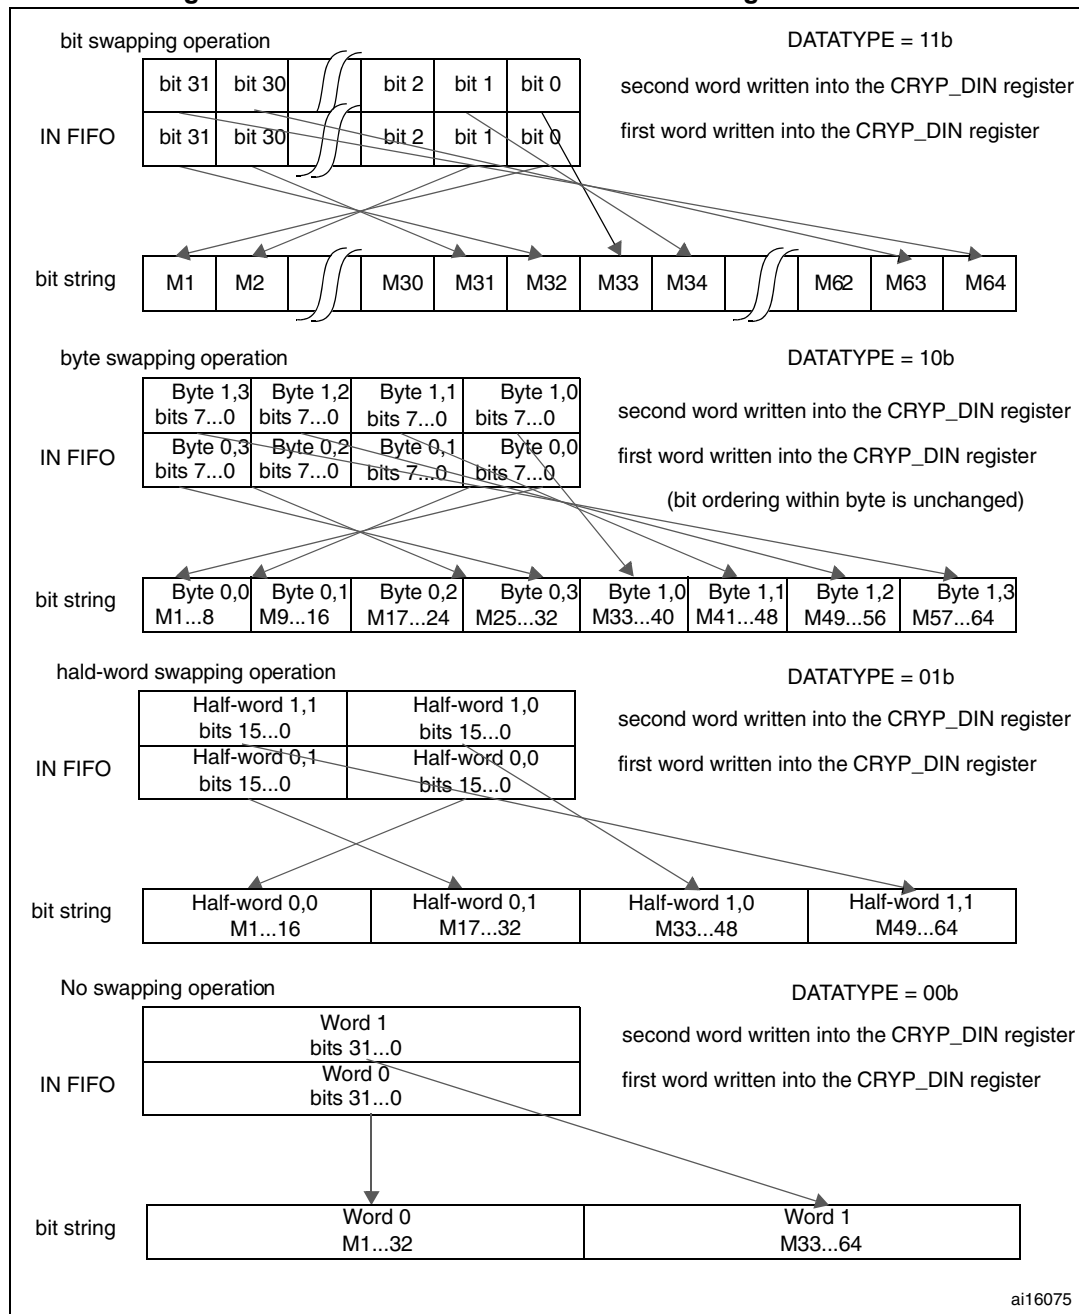 bit swapping operation DATATYPE = 11b
bit 31 bit 30 bit 2 bit 1 bit 0 second word written into the CRYP_DIN register
IN FIFO bit 31 bit 30 bit 2 bit 1 bit 0 first word written into the CRYP_DIN register
bit string M1 M2 M30 M31 M32 M33 M34 M62 M63 M64
byte swapping operation DATATYPE = 10b
Byte 1,3 Byte 1,2 Byte 1,1 Byte 1,0
bits 7...0 bits 7...0 bits 7...0 bits 7...0 second word written into the CRYP_DIN register
Byte 0,3 Byte 0,2 Byte 0,1 Byte 0,0
IN FIFO bits 7...0 bits 7...0 bits 7...0 bits 7...0 first word written into the CRYP_DIN register
(bit ordering within byte is unchanged)
Byte 0,0 Byte 0,1 Byte 0,2 Byte 0,3 Byte 1,0 Byte 1,1 Byte 1,2 Byte 1,3
bit string M1...8 M9...16 M17...24 M25...32 M33...40 M41...48 M49...56 M57...64
hald-word swapping operation DATATYPE = 01b
Half-word 1,1 Half-word 1,0
bits 15...0 bits 15...0 second word written into the CRYP_DIN register
Half-word 0,1 Half-word 0,0
IN FIFO bits 15...0 bits 15...0 first word written into the CRYP_DIN register
Half-word 0,0 Half-word 0,1 Half-word 1,0 Half-word 1,1
bit string M1...16 M17...32 M33...48 M49...64
No swapping operation DATATYPE = 00b
Word 1
bits 31...0 second word written into the CRYP_DIN register
Word 0
IN FIFO bits 31...0 first word written into the CRYP_DIN register
Word 0 Word 1
bit string M1...32 M33...64
ai16075